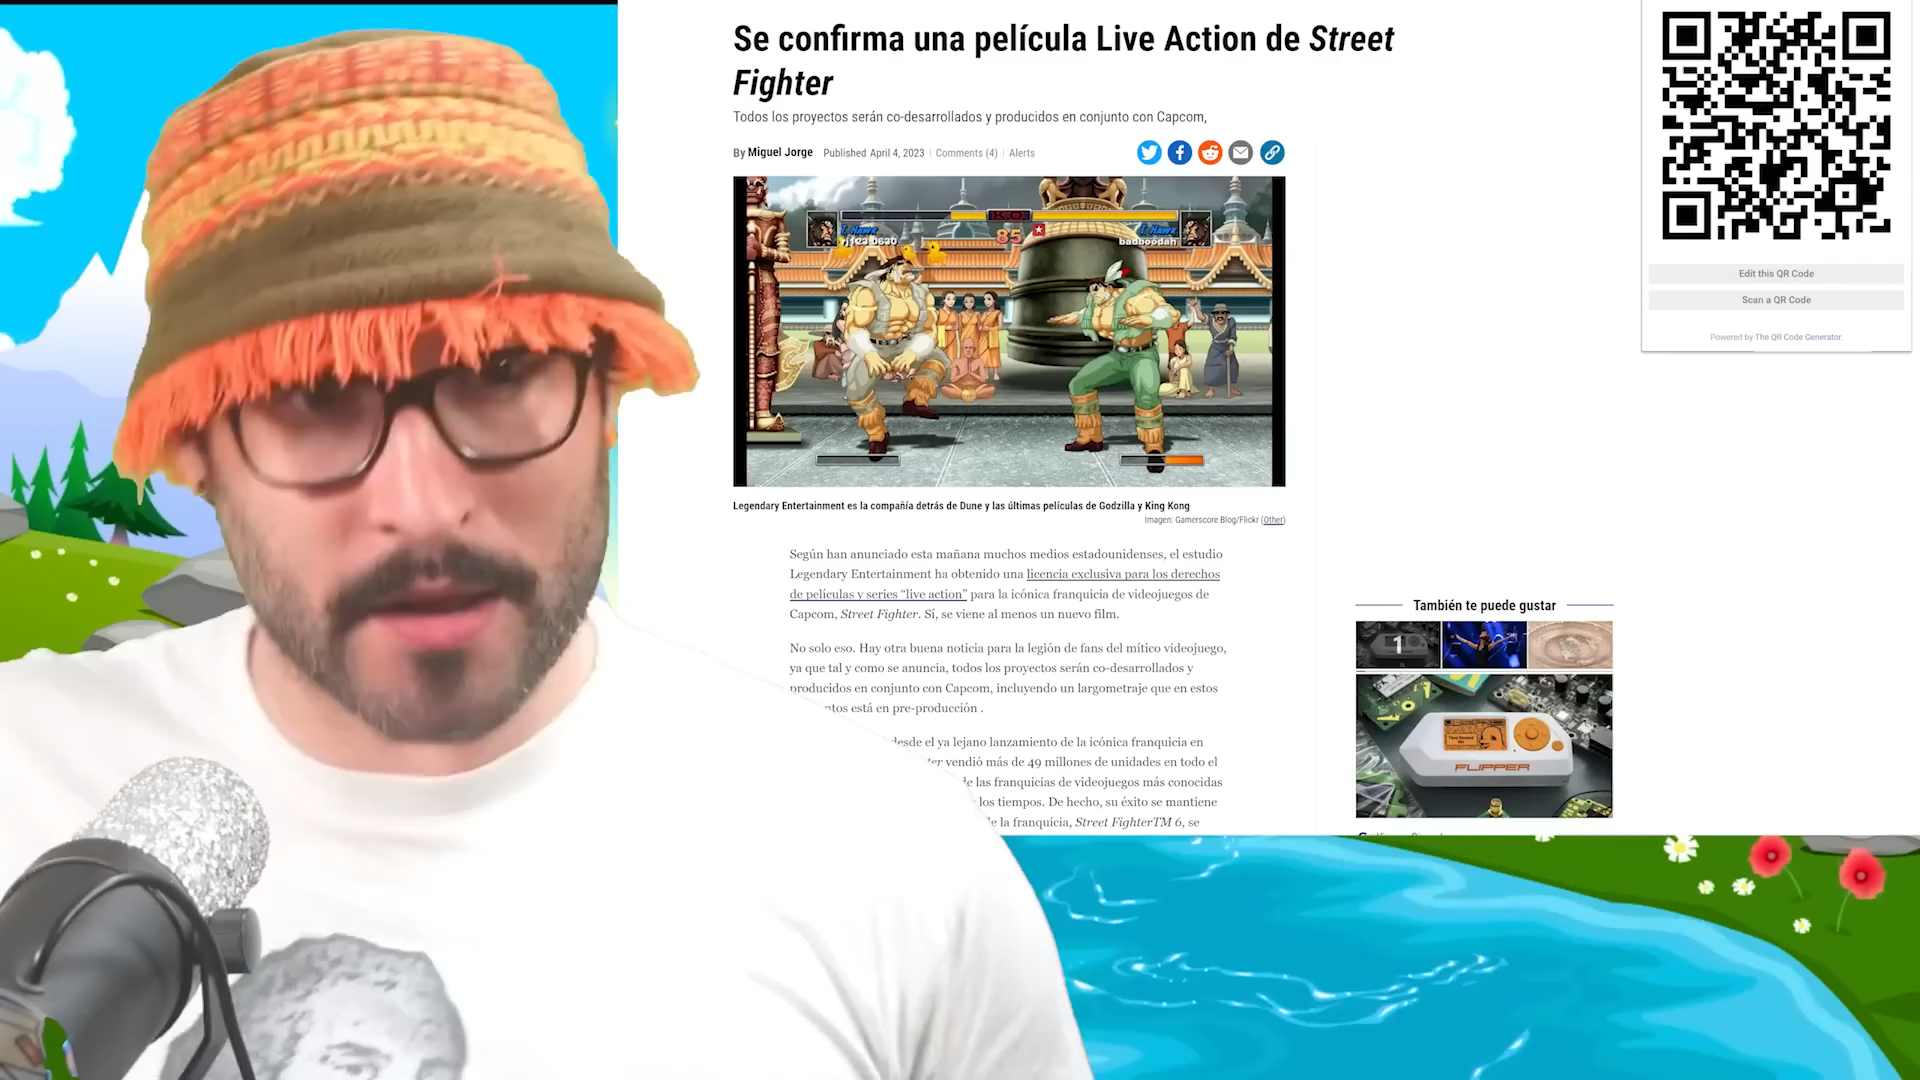 Se confirma una película Live Action de Street
Fighter
Todos los proyectos serán co-desarrollados y producidos en conjunto con Capcom,
By Miguel Jorge Published April 4, 2023 Comments (4) Alerts
T. HAWK
KO
T. HAWK
85
badboodah
Legendary Entertainment es la compañía detrás de Dune y las últimas películas de Godzilla y King Kong
Imagen: Gamerscore Blog/Flickr (Other)
Según han anunciado esta mañana muchos medios estadounidenses, el estudio
Legendary Entertainment ha obtenido una licencia exclusiva para los derechos
de películas y series “live action” para la icónica franquicia de videojuegos de
Capcom, Street Fighter. Sí, se viene al menos un nuevo film.
No solo eso. Hay otra buena noticia para la legión de fans del mítico videojuego,
ya que tal y como se anuncia, todos los proyectos serán co-desarrollados y
producidos en conjunto con Capcom, incluyendo un largometraje que en estos
ntos está en pre-producción .
desde el ya lejano lanzamiento de la icónica franquicia en
ter vendió más de 49 millones de unidades en todo el
de las franquicias de videojuegos más conocidas
los tiempos. De hecho, su éxito se mantiene
de la franquicia, Street FighterTM 6, se
Edit this QR Code
Scan a QR Code
Powered by The QR Code Generator.
También te puede gustar
1
FLIPPER